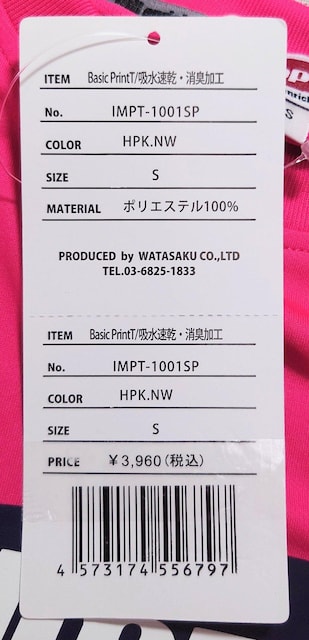 ITEM Basic PrintT/吸水速乾・消臭加工
No. IMPT-1001SP
COLOR HPK.NW
SIZE S
MATERIAL ポリエステル100%
PRODUCED by WATASAKU CO.,LTD
TEL.03-6825-1833
ITEM Basic PrintT/吸水速乾・消臭加工
No. IMPT-1001SP
COLOR HPK.NW
SIZE S
PRICE ￥3,960(税込)
4 573174 556797
S